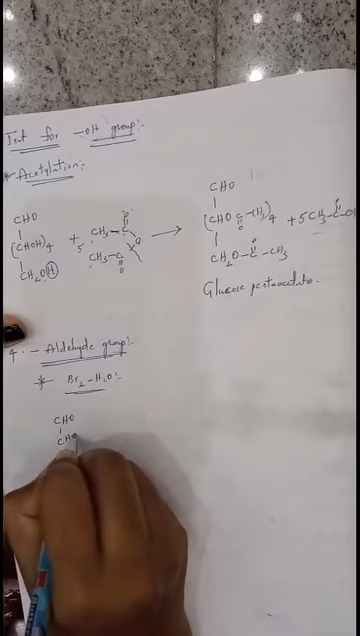 Test for -OH group:-
* Acetylation:-
CHO
(CHOH)4
CH2OH
+ 5
CH3-C
O
CH3-C
O
→
CHO
(CHO C-CH3)4
O
CH2O-C-CH3
O
+ 5CH3-C-OH
O
Glucose pentaacetate.
4. - Aldehyde group:-
* Br2-H2O:-
CHO
CHO